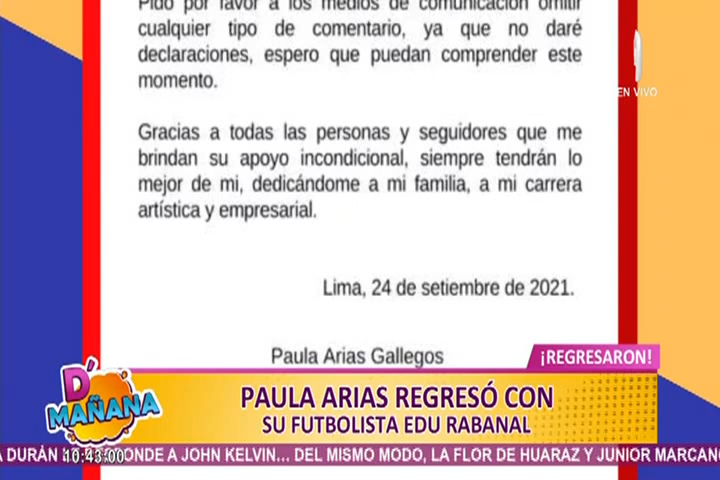 Pido por favor a los medios de comunicación omitir
cualquier tipo de comentario, ya que no daré
declaraciones, espero que puedan comprender este
momento.
Gracias a todas las personas y seguidores que me
brindan su apoyo incondicional, siempre tendrán lo
mejor de mi, dedicándome a mi familia, a mi carrera
artística y empresarial.
Lima, 24 de setiembre de 2021.
Paula Arias Gallegos
EN VIVO
¡REGRESARON!
D' MAÑANA
PAULA ARIAS REGRESÓ CON
SU FUTBOLISTA EDU RABANAL
A DURÁN 10:43:00 ONDE A JOHN KELVIN... DEL MISMO MODO, LA FLOR DE HUARAZ Y JUNIOR MARCANO